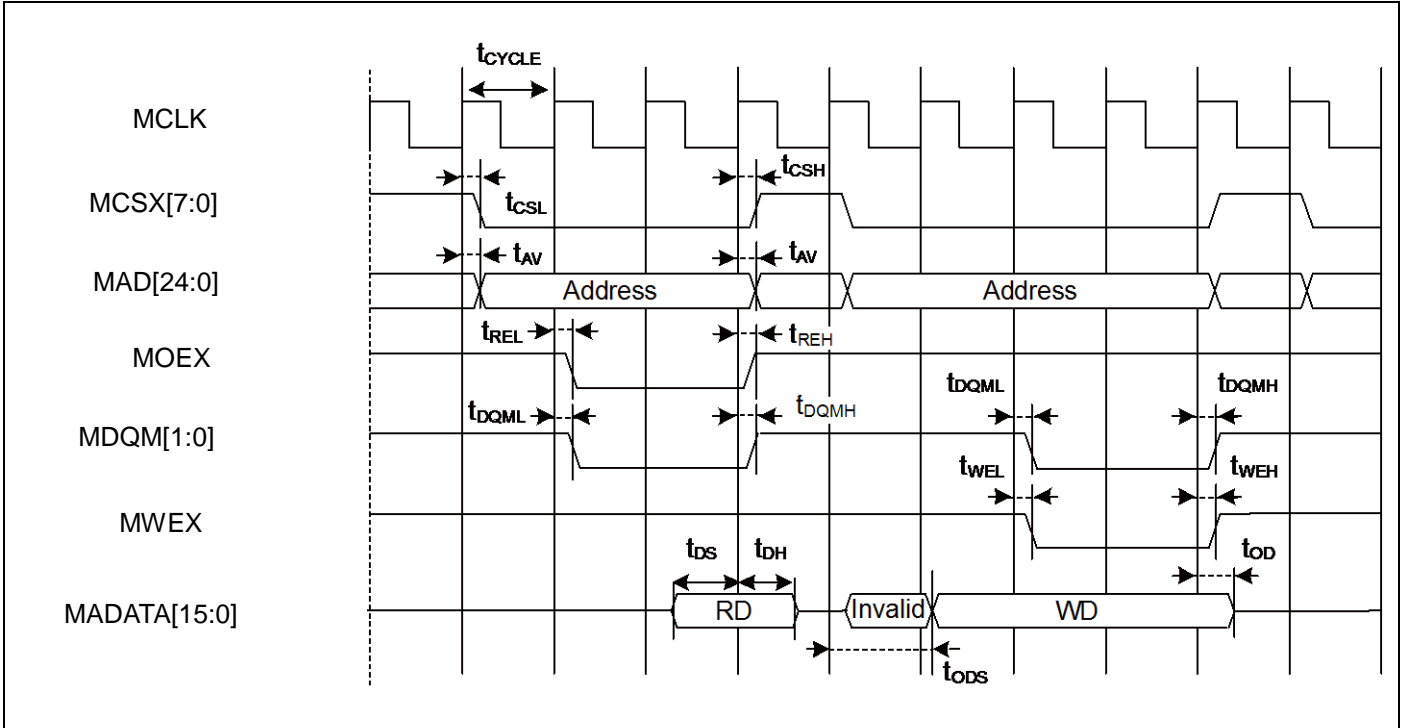 tCYCLE
MCLK
tCSH
MCSX[7:0]
tCSL
tAV
tAV
MAD[24:0]
Address
Address
tREL
tREH
MOEX
tDQML
tDQMH
tDQML
tDQMH
MDQM[1:0]
tWEL
tWEH
MWEX
tDS
tDH
tOD
MADATA[15:0]
RD
Invalid
WD
tODS